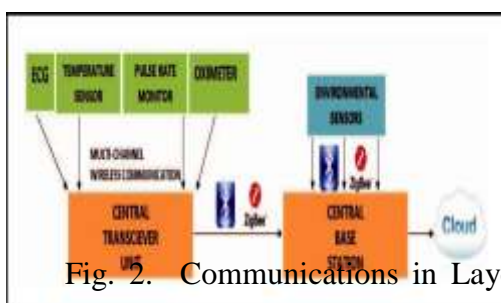 ECG
TEMPERATURE
SENSOR
PULSE RATE
MONITOR
OXIMETER
ENVIRONMENTAL
SENSORS
MULTI-CHANNEL
WIRELESS COMMUNICATION
ZigBee
CENTRAL
TRANSCIEVER
UNIT
ZigBee
CENTRAL
BASE
STATION
Cloud
Fig. 2. Communications in Lay